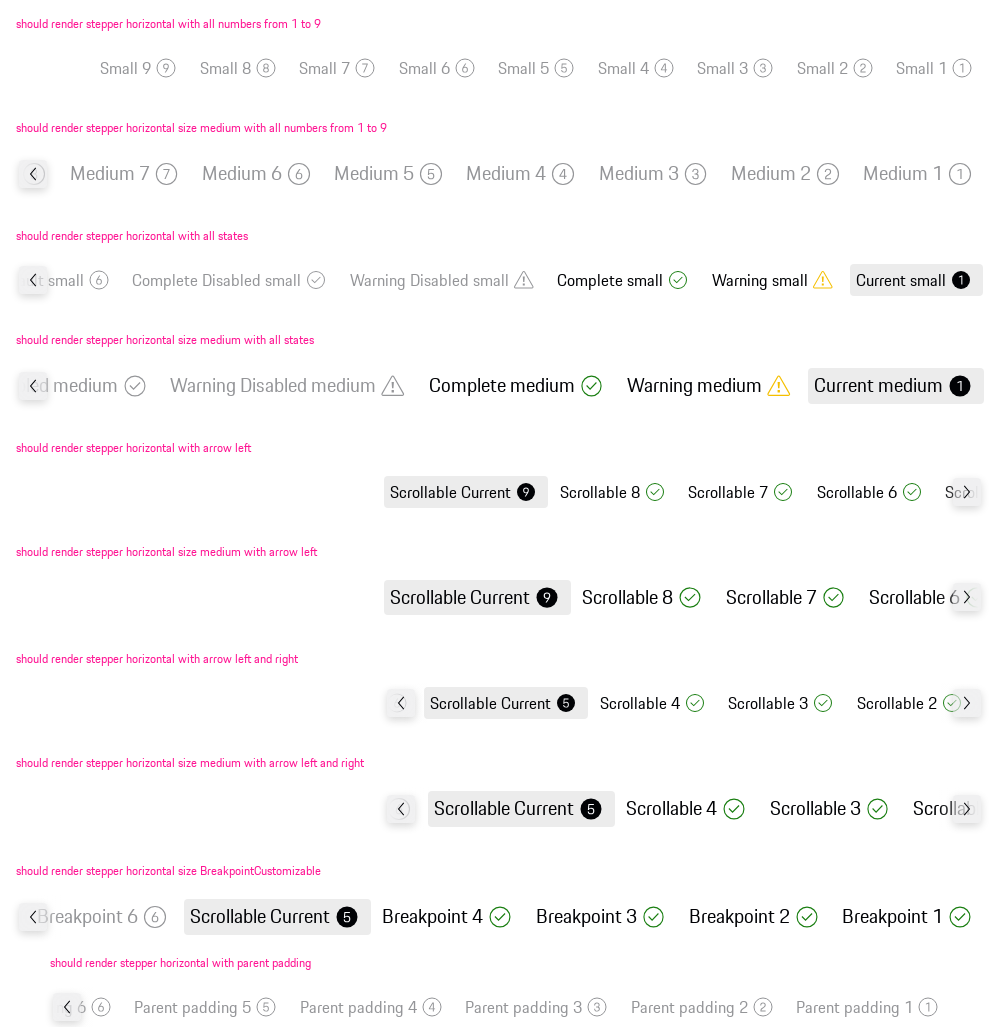 should render stepper horizontal with all numbers from 1 to 9
Small 9 9 Small 8 8 Small 7 7 Small 6 6 Small 5 5 Small 4 4 Small 3 3 Small 2 2 Small 1 1
should render stepper horizontal size medium with all numbers from 1 to 9
Medium 7 7 Medium 6 6 Medium 5 5 Medium 4 4 Medium 3 3 Medium 2 2 Medium 1 1
should render stepper horizontal with all states
small 6 Complete Disabled small Warning Disabled small Complete small Warning small Current small 1
should render stepper horizontal size medium with all states
medium Warning Disabled medium Complete medium Warning medium Current medium 1
should render stepper horizontal with arrow left
Scrollable Current 9 Scrollable 8 Scrollable 7 Scrollable 6
should render stepper horizontal size medium with arrow left
Scrollable Current 9 Scrollable 8 Scrollable 7 Scrollable 6
should render stepper horizontal with arrow left and right
Scrollable Current 5 Scrollable 4 Scrollable 3 Scrollable 2
should render stepper horizontal size medium with arrow left and right
Scrollable Current 5 Scrollable 4 Scrollable 3 Scrollab
should render stepper horizontal size BreakpointCustomizable
Breakpoint 6 6 Scrollable Current 5 Breakpoint 4 Breakpoint 3 Breakpoint 2 Breakpoint 1
should render stepper horizontal with parent padding
6 6 Parent padding 5 5 Parent padding 4 4 Parent padding 3 3 Parent padding 2 2 Parent padding 1 1